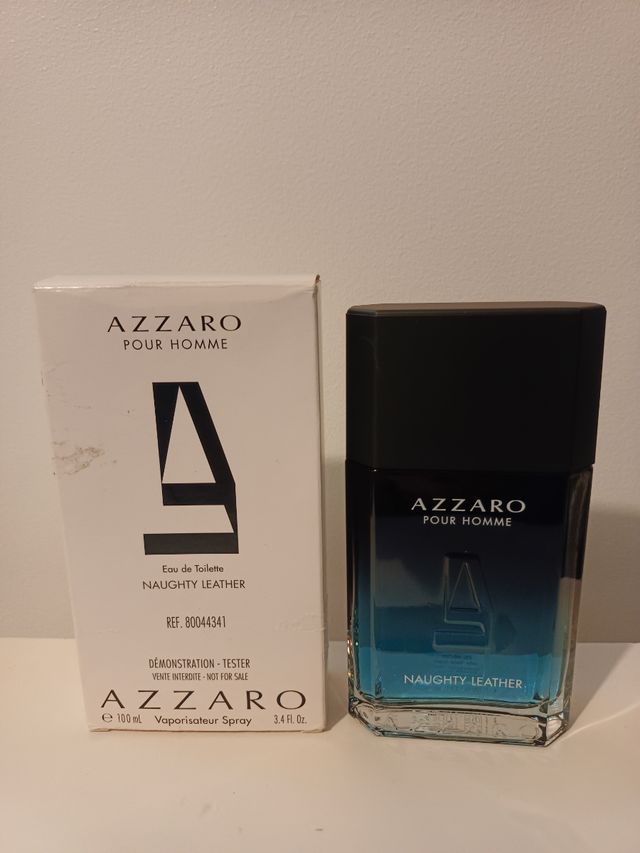 AZZARO
POUR HOMME
Eau de Toilette
NAUGHTY LEATHER
REF. 80044341
DÉMONSTRATION - TESTER
VENTE INTERDITE - NOT FOR SALE
AZZARO
e 100 mL Vaporisateur Spray 3.4 Fl. Oz.
AZZARO
POUR HOMME
NAUGHTY LEATHER